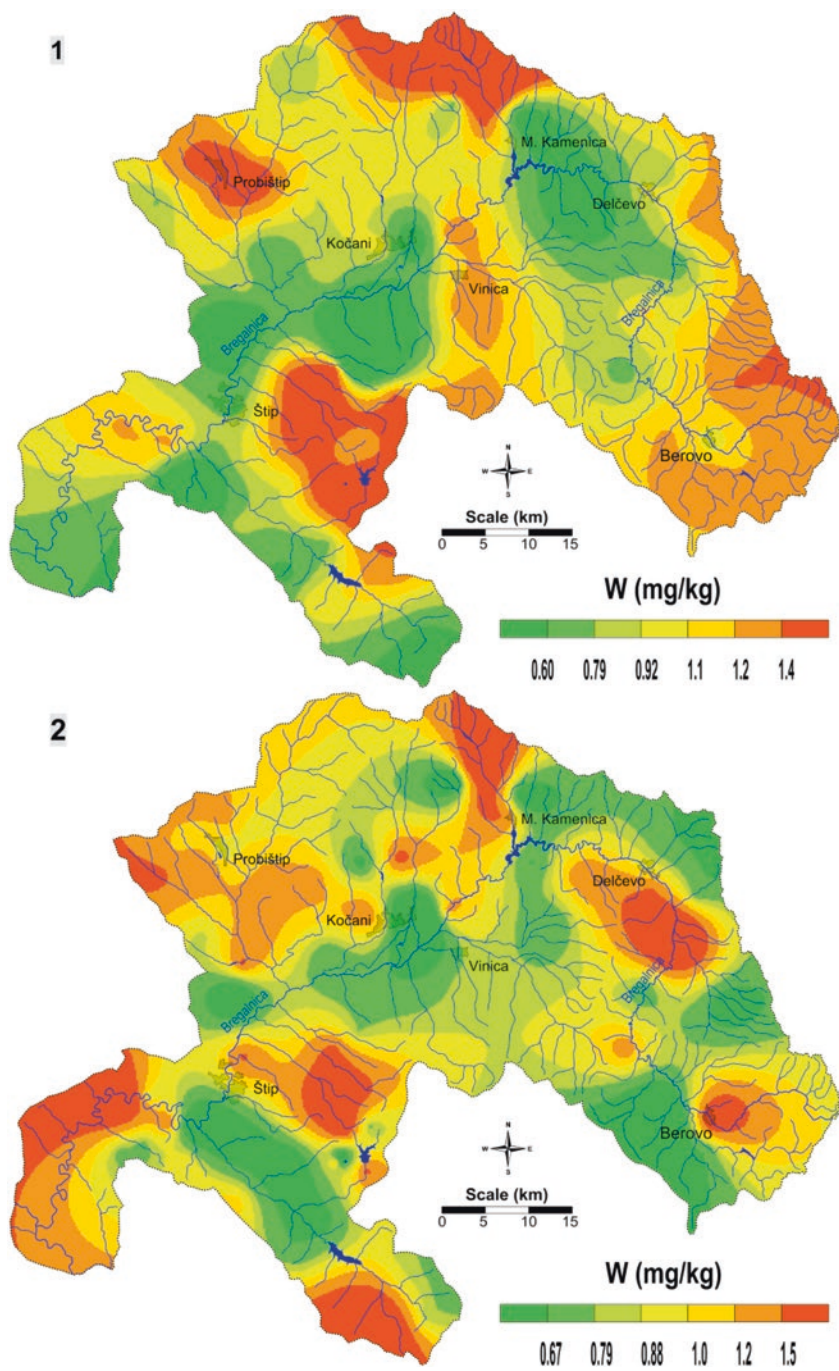 1
M. Kamenica
Probištip
Delčevo
Kočani
Vinica
Bregalnica
Bregalnica
Štip
Berovo
N
W E
S
Scale (km)
0 5 10 15
W (mg/kg)
0.60 0.79 0.92 1.1 1.2 1.4
2
M. Kamenica
Probištip
Delčevo
Kočani
Vinica
Bregalnica
Bregalnica
Štip
Berovo
N
W E
S
Scale (km)
0 5 10 15
W (mg/kg)
0.67 0.79 0.88 1.0 1.2 1.5